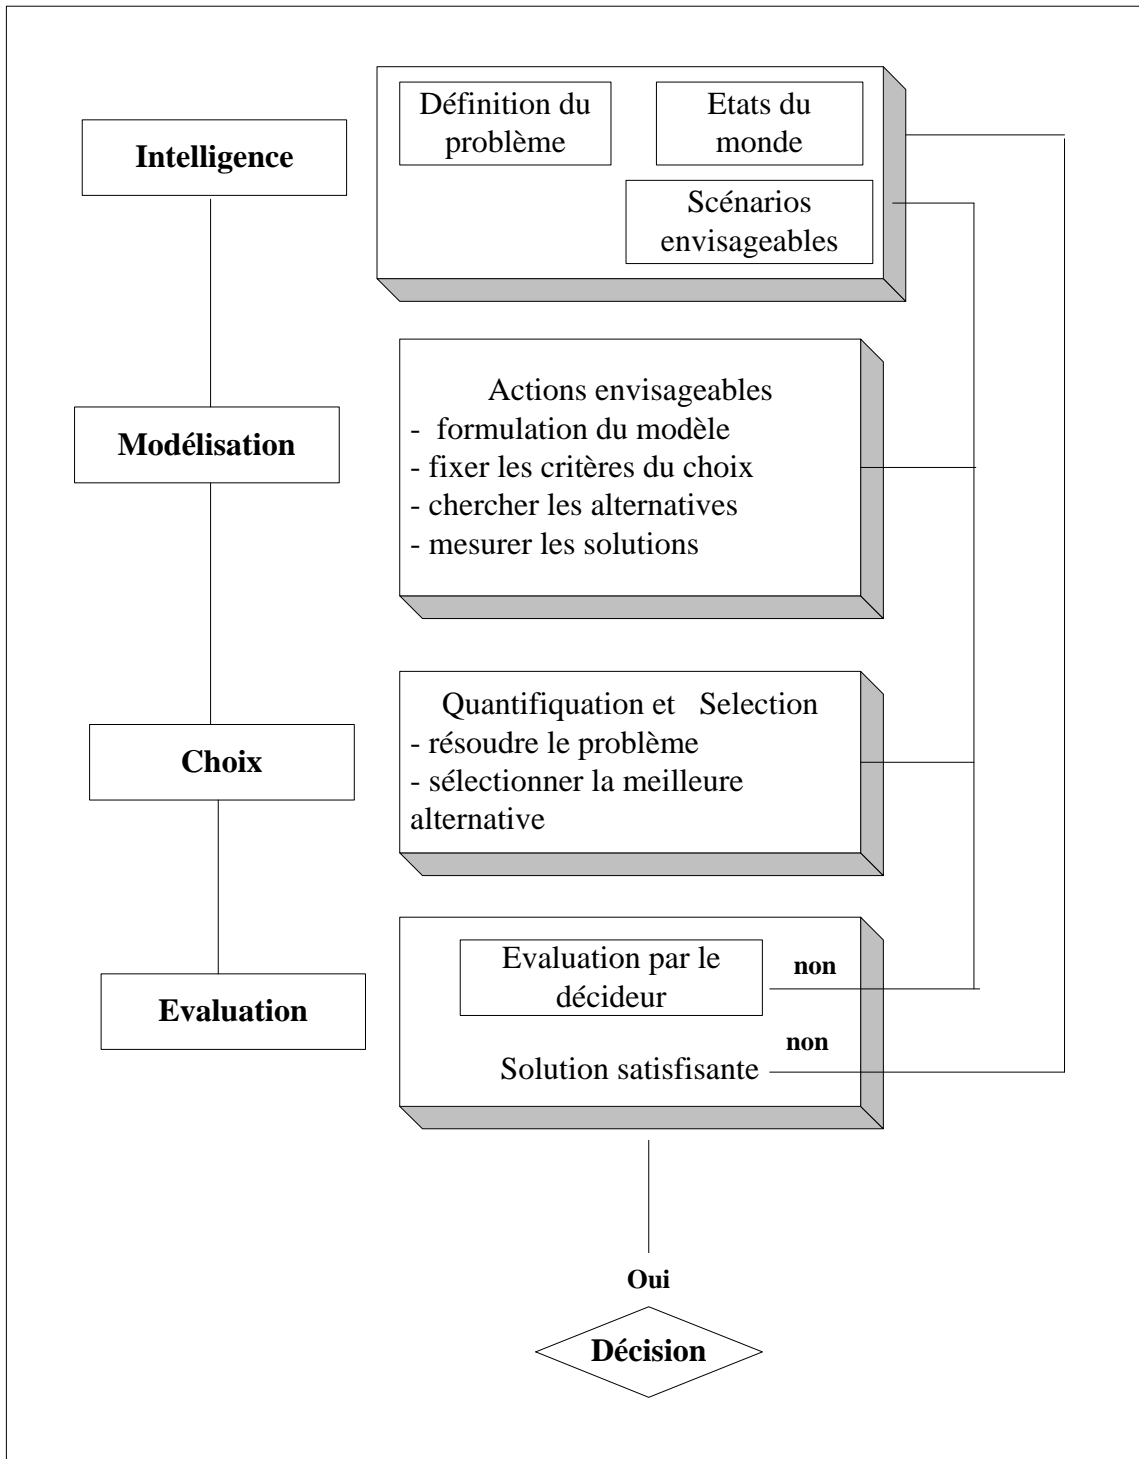 Intelligence
Définition du
problème
Etats du
monde
Scénarios
envisageables
Modélisation
Actions envisageables
- formulation du modèle
- fixer les critères du choix
- chercher les alternatives
- mesurer les solutions
Choix
Quantifiquation et Selection
- résoudre le problème
- sélectionner la meilleure
alternative
Evaluation
Evaluation par le
décideur
non
non
Solution satisfisante
Oui
Décision